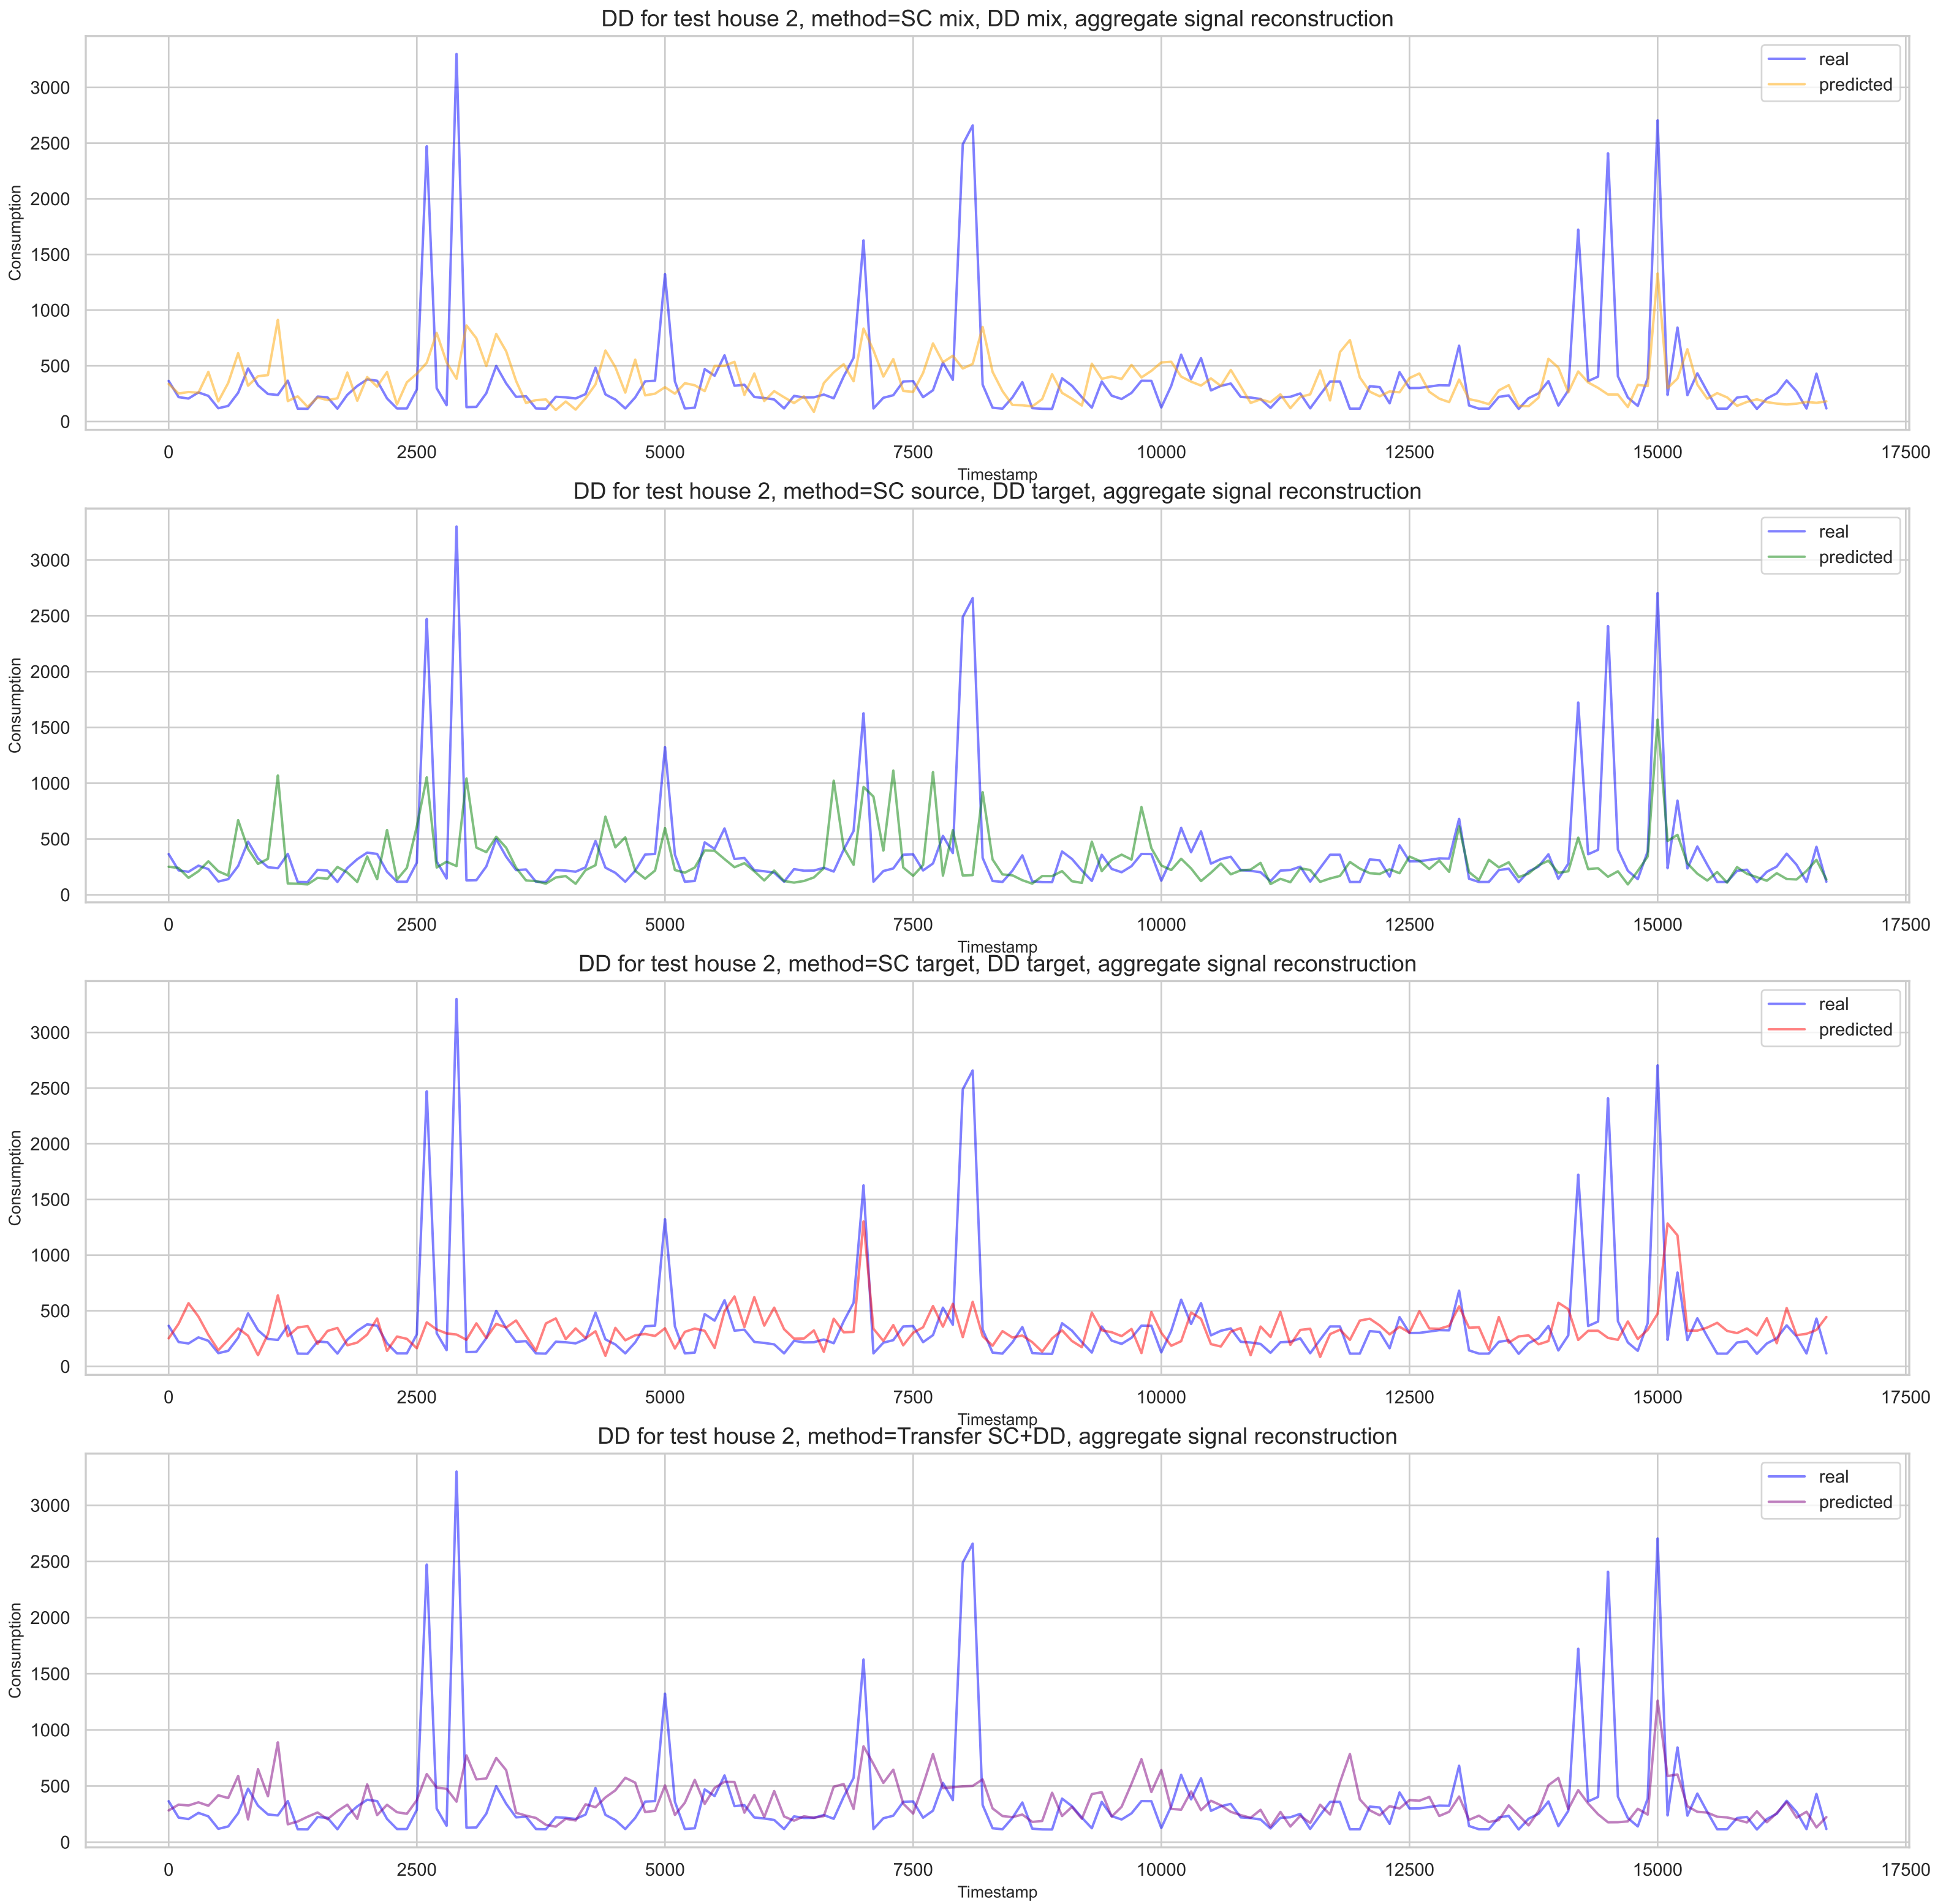 DD for test house 2, method=SC mix, DD mix, aggregate signal reconstruction
real
predicted
3000
2500
2000
1500
1000
500
0
Consumption
0 2500 5000 7500 10000 12500 15000 17500
Timestamp
DD for test house 2, method=SC source, DD target, aggregate signal reconstruction
real
predicted
3000
2500
2000
1500
1000
500
0
Consumption
0 2500 5000 7500 10000 12500 15000 17500
Timestamp
DD for test house 2, method=SC target, DD target, aggregate signal reconstruction
real
predicted
3000
2500
2000
1500
1000
500
0
Consumption
0 2500 5000 7500 10000 12500 15000 17500
Timestamp
DD for test house 2, method=Transfer SC+DD, aggregate signal reconstruction
real
predicted
3000
2500
2000
1500
1000
500
0
Consumption
0 2500 5000 7500 10000 12500 15000 17500
Timestamp